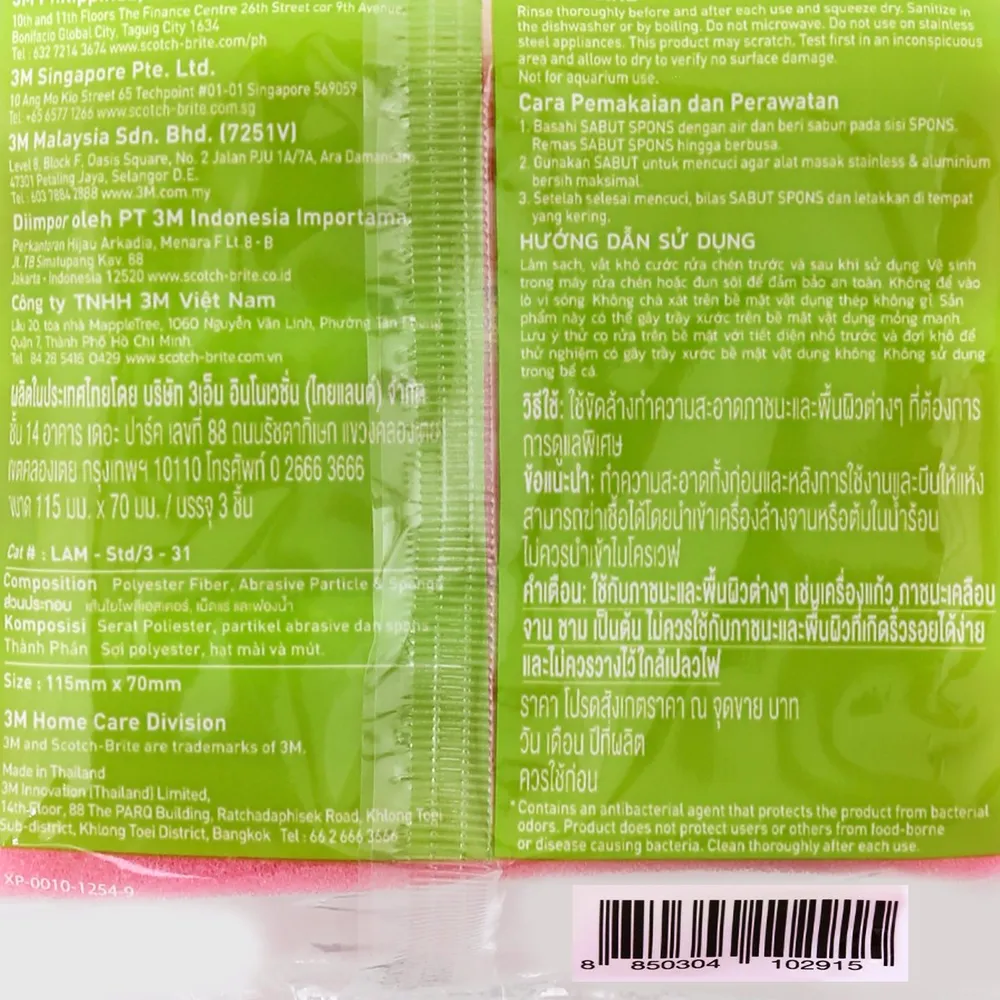 3M Philippines,
10th and 11th Floors The Finance Centre 26th Street cor 9th Avenue,
Bonifacio Global City, Taguig City 1634
Tel : 632 7214 3674 www.scotch-brite.com/ph
3M Singapore Pte. Ltd.
10 Ang Mo Kio Street 65 Techpoint #01-01 Singapore 569059
Tel. +65 6577 1266 www.scotch-brite.com.sg
3M Malaysia Sdn. Bhd. (7251V)
Level 8, Block F, Oasis Square, No. 2 Jalan PJU 1A/7A, Ara Damansara,
47301 Petaling Jaya, Selangor D.E.
Tel : 603 7884 2888 www.3M.com.my
Diimpor oleh PT 3M Indonesia Importama,
Perkantoran Hijau Arkadia, Menara F Lt.8 - B
Jl. TB Simatupang Kav. 88
Jakarta - Indonesia 12520 www.scotch-brite.co.id
Công ty TNHH 3M Việt Nam
Lầu 20, tòa nhà MappleTree, 1060 Nguyễn Văn Linh, Phường Tân
Quận 7, Thành Phố Hồ Chí Minh.
Tel 84 28 5416 0429 www.scotch-brite.com.vn
ผลิตในประเทศไทยโดย บริษัท 3เอ็ม อินโนเวชั่น (ไทยแลนด์) จำกัด
ชั้น 14 อาคาร เดอะ ปาร์ค เลขที่ 88 ถนนรัชดาภิเษก แขวงคลองเตย
เขตคลองเตย กรุงเทพฯ 10110 โทรศัพท์ 0 2666 3666
ขนาด 115 มม. x 70 มม. / บรรจุ 3 ชิ้น
Cat # : LAM - Std/3 - 31
Composition Polyester Fiber, Abrasive Particle & Sponge
ส่วนประกอบ เส้นใยโพลีเอสเตอร์, เม็ดแร่ และฟองน้ำ
Komposisi Serat Poliester, partikel abrasive dan spons
Thành Phần Sợi polyester, hạt mài và mút.
Size : 115mm x 70mm
3M Home Care Division
3M and Scotch-Brite are trademarks of 3M.
Made in Thailand
3M Innovation (Thailand) Limited,
14th-Floor, 88 The PARQ Building, Ratchadaphisek Road, Khlong Toei
Sub-district, Khlong Toei District, Bangkok Tel : 66 2 666 3666
XP-0010-1254-9
Rinse thoroughly before and after each use and squeeze dry. Sanitize in
the dishwasher or by boiling. Do not microwave. Do not use on stainless
steel appliances. This product may scratch. Test first in an inconspicuous
area and allow to dry to verify no surface damage.
Not for aquarium use.
Cara Pemakaian dan Perawatan
1. Basahi SABUT SPONS dengan air dan beri sabun pada sisi SPONS.
Remas SABUT SPONS hingga berbusa.
2. Gunakan SABUT untuk mencuci agar alat masak stainless & aluminium
bersih maksimal.
3. Setelah selesai mencuci, bilas SABUT SPONS dan letakkan di tempat
yang kering.
HƯỚNG DẪN SỬ DỤNG
Làm sạch, vắt khô cước rửa chén trước và sau khi sử dụng. Vệ sinh
trong máy rửa chén hoặc đun sôi để đảm bảo an toàn. Không để vào
lò vi sóng. Không chà xát trên bề mặt vật dụng thép không gỉ. Sản
phẩm này có thể gây trầy xước trên bề mặt vật dụng mỏng manh.
Lưu ý thử cọ rửa trên bề mặt với tiết diện nhỏ trước và đợi khô để
thử nghiệm có gây trầy xước bề mặt vật dụng không. Không sử dụng
trong bể cá.
วิธีใช้: ใช้ขัดล้างทำความสะอาดภาชนะและพื้นผิวต่างๆ ที่ต้องการ
การดูแลพิเศษ
ข้อแนะนำ: ทำความสะอาดทั้งก่อนและหลังการใช้งานและบีบให้แห้ง
สามารถฆ่าเชื้อได้โดยนำเข้าเครื่องล้างจานหรือต้มในน้ำร้อน
ไม่ควรนำเข้าไมโครเวฟ
คำเตือน: ใช้กับภาชนะและพื้นผิวต่างๆ เช่นเครื่องแก้ว ภาชนะเคลือบ
จาน ชาม เป็นต้น ไม่ควรใช้กับภาชนะและพื้นผิวที่เกิดริ้วรอยได้ง่าย
และไม่ควรวางไว้ใกล้เปลวไฟ
ราคา โปรดสังเกตราคา ณ จุดขาย บาท
วัน เดือน ปีที่ผลิต
ควรใช้ก่อน
*Contains an antibacterial agent that protects the product from bacterial
odors. Product does not protect users or others from food-borne
or disease causing bacteria. Clean thoroughly after each use.
8 850304 102915